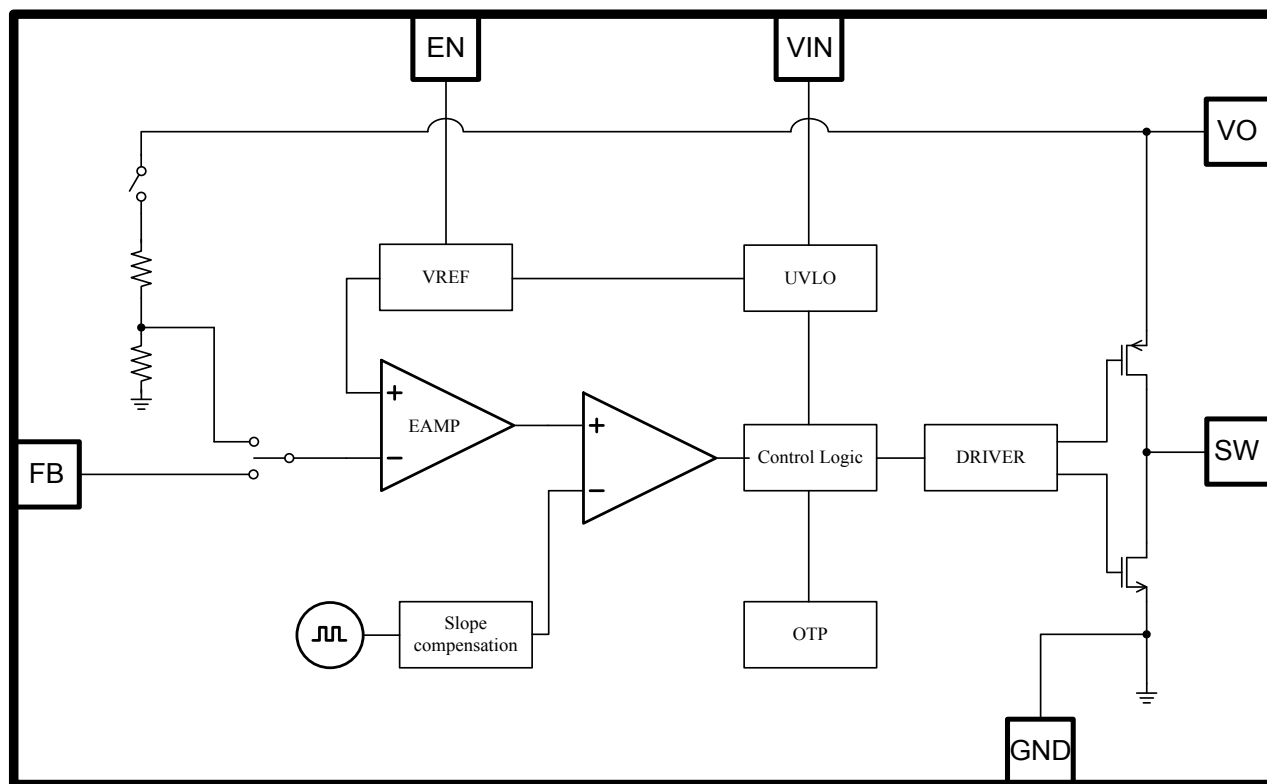 EN
VIN
VO
VREF
UVLO
+
EAMP
−
+
−
Control Logic
DRIVER
SW
FB
Slope
compensation
OTP
GND